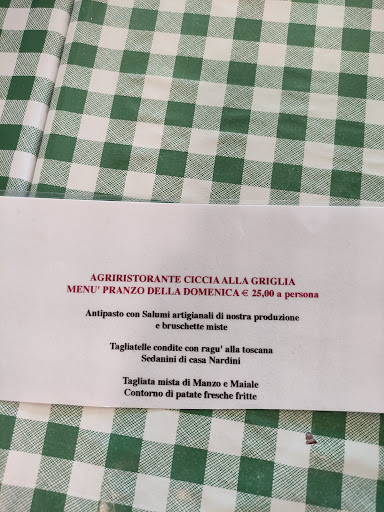 AGRIRISTORANTE CICCIA ALLA GRIGLIA
MENU' PRANZO DELLA DOMENICA € 25,00 a persona
Antipasto con Salumi artigianali di nostra produzione
e bruschette miste
Tagliatelle condite con ragu' alla toscana
Sedanini di casa Nardini
Tagliata mista di Manzo e Maiale
Contorno di patate fresche fritte